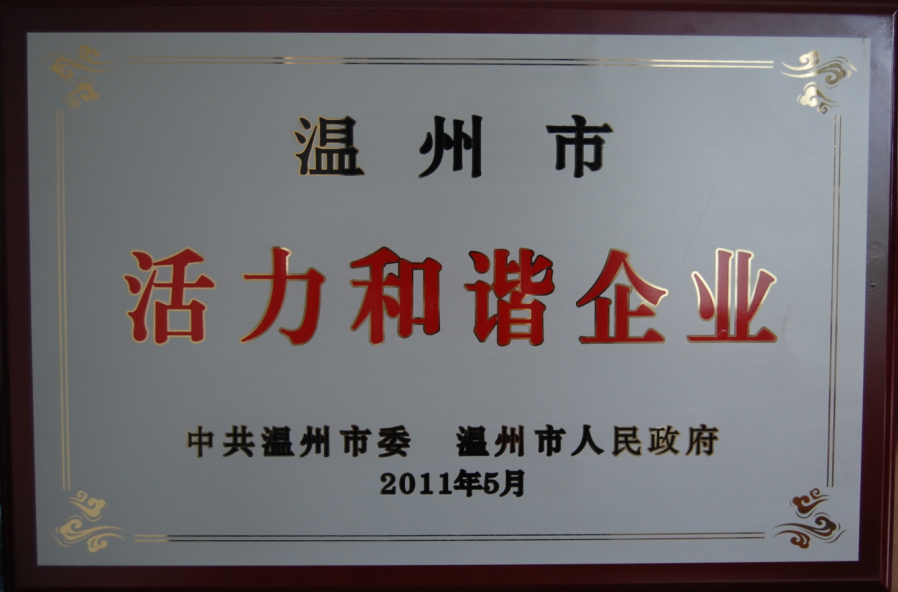 温州市
活力和谐企业
中共温州市委 温州市人民政府
2011年5月